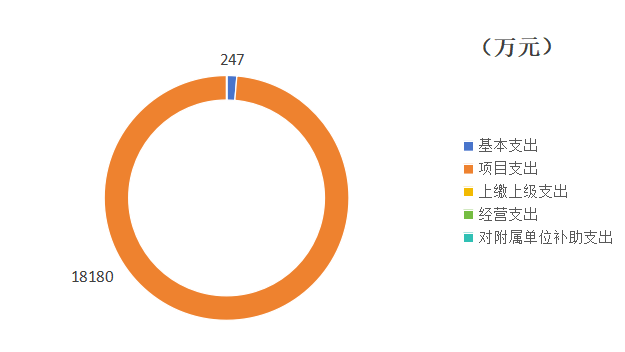 （万元）
247
18180
基本支出
项目支出
上缴上级支出
经营支出
对附属单位补助支出